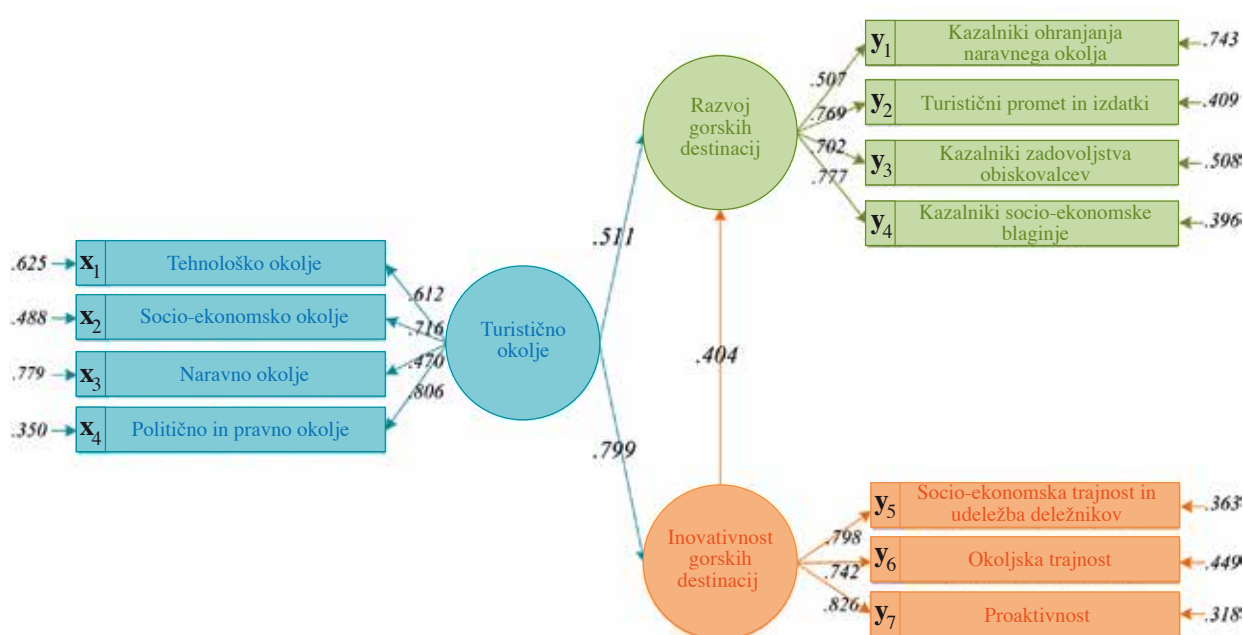 .625
x1
Tehnološko okolje
.488
x2
Socio-ekonomsko okolje
.779
x3
Naravno okolje
.350
x4
Politično in pravno okolje
.612
.716
.470
.806
Turistično
okolje
.511
.799
.404
Razvoj
gorskih
destinacij
.507
.769
.702
.777
y1
Kazalniki ohranjanja
naravnega okolja
.743
y2
Turistični promet in izdatki
.409
y3
Kazalniki zadovoljstva
obiskovalcev
.508
y4
Kazalniki socio-ekonomske
blaginje
.396
Inovativnost
gorskih
destinacij
.798
.742
.826
y5
Socio-ekonomska trajnost in
udeležba deležnikov
.363
y6
Okoljska trajnost
.449
y7
Proaktivnost
.318